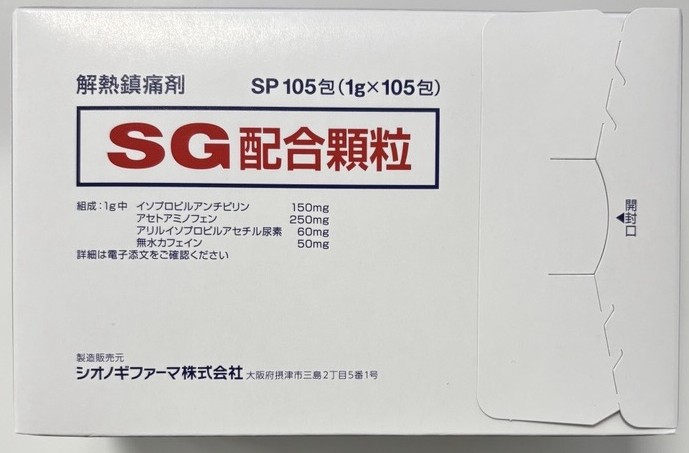 解熱鎮痛剤 SP 105包(1g×105包)
SG配合顆粒
組成:1g中 イソプロピルアンチピリン 150mg
アセトアミノフェン 250mg
アリルイソプロピルアセチル尿素 60mg
無水カフェイン 50mg
詳細は電子添文をご確認ください
◀開封口
製造販売元
シオノギファーマ株式会社 大阪府摂津市三島2丁目5番1号